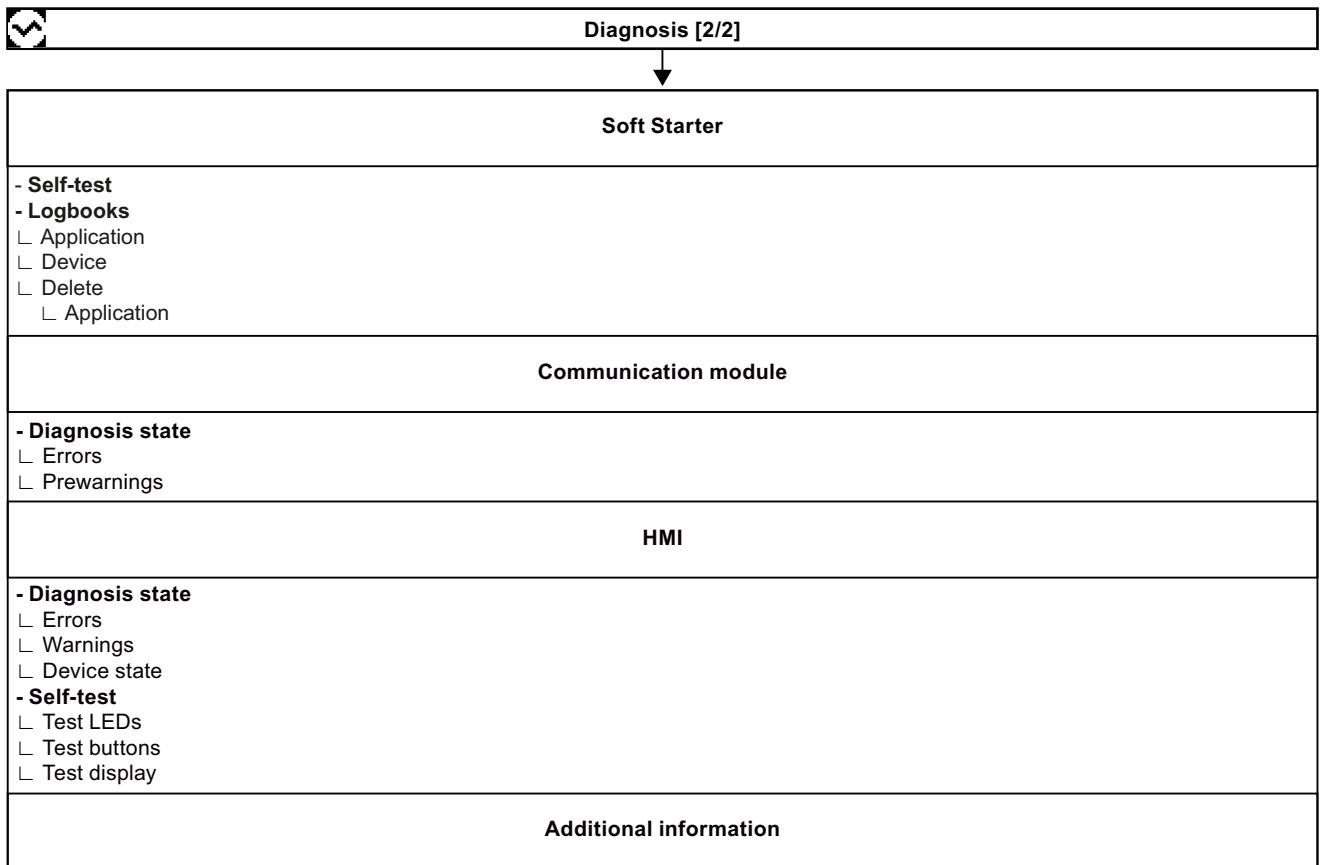 Diagnosis [2/2]
Soft Starter
- Self-test
- Logbooks
∟ Application
∟ Device
∟ Delete
∟ Application
Communication module
- Diagnosis state
∟ Errors
∟ Prewarnings
HMI
- Diagnosis state
∟ Errors
∟ Warnings
∟ Device state
- Self-test
∟ Test LEDs
∟ Test buttons
∟ Test display
Additional information